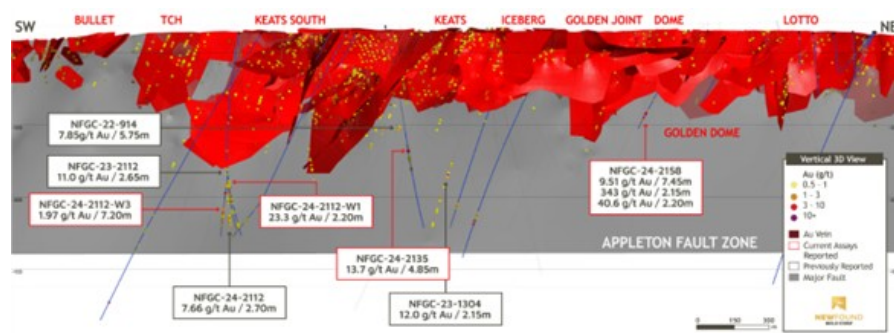 SW
BULLET
TCH
KEATS SOUTH
KEATS
ICEBERG
GOLDEN JOINT
DOME
LOTTO
NE
NFGC-22-914
7.85g/t Au / 5.75m
NFGC-23-2112
11.0 g/t Au / 2.65m
NFGC-24-2112-W3
1.97 g/t Au / 7.20m
NFGC-24-2112-W1
23.3 g/t Au / 2.20m
NFGC-24-2135
13.7 g/t Au / 4.85m
NFGC-24-2112
7.66 g/t Au / 2.70m
NFGC-23-1304
12.0 g/t Au / 2.15m
GOLDEN DOME
NFGC-24-2158
9.51 g/t Au / 7.45m
343 g/t Au / 2.15m
40.6 g/t Au / 2.20m
APPLETON FAULT ZONE
Vertical 3D View
Au (g/t)
0.5 - 1
1 - 3
3 - 10
10+
Au Vein
Current Assays
Reported
Previously Reported
Major Fault
NEWFOUND
GOLD CORP
0
150
300